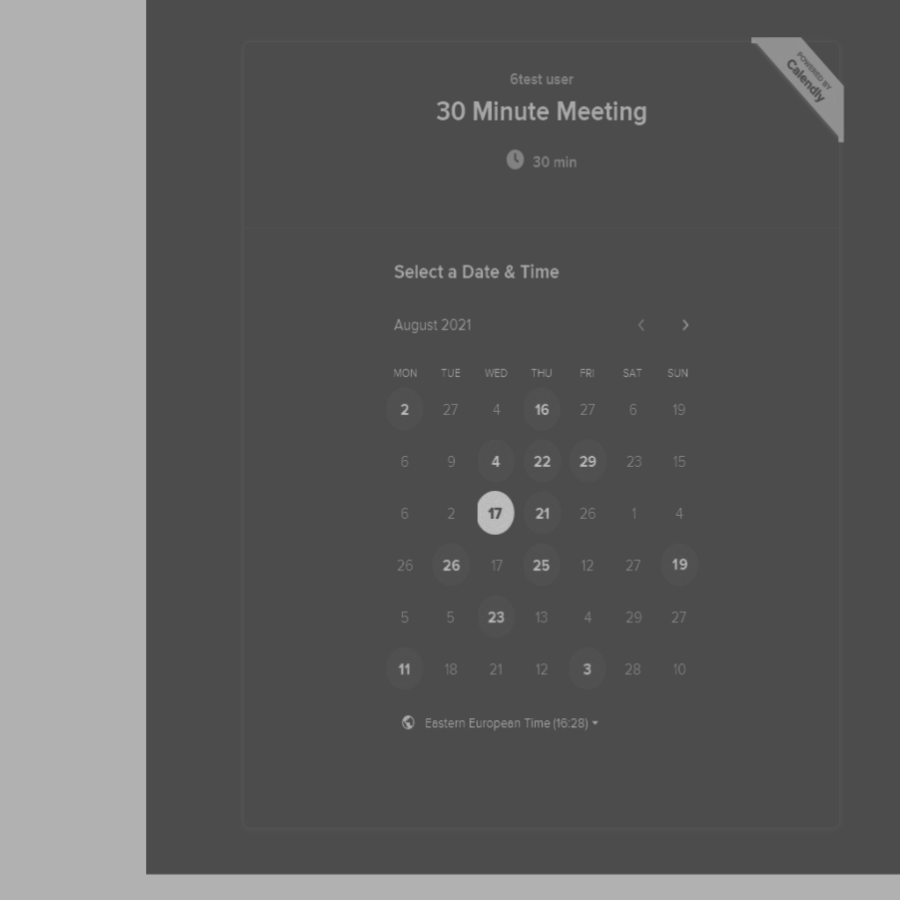 POWERED BY
Calendly
6test user
30 Minute Meeting
30 min
Select a Date & Time
August 2021
MON TUE WED THU FRI SAT SUN
2 27 4 16 27 6 19
6 9 4 22 29 23 15
6 2 17 21 26 1 4
26 26 17 25 12 27 19
5 5 23 13 4 29 27
11 18 21 12 3 28 10
Eastern European Time (16:28)